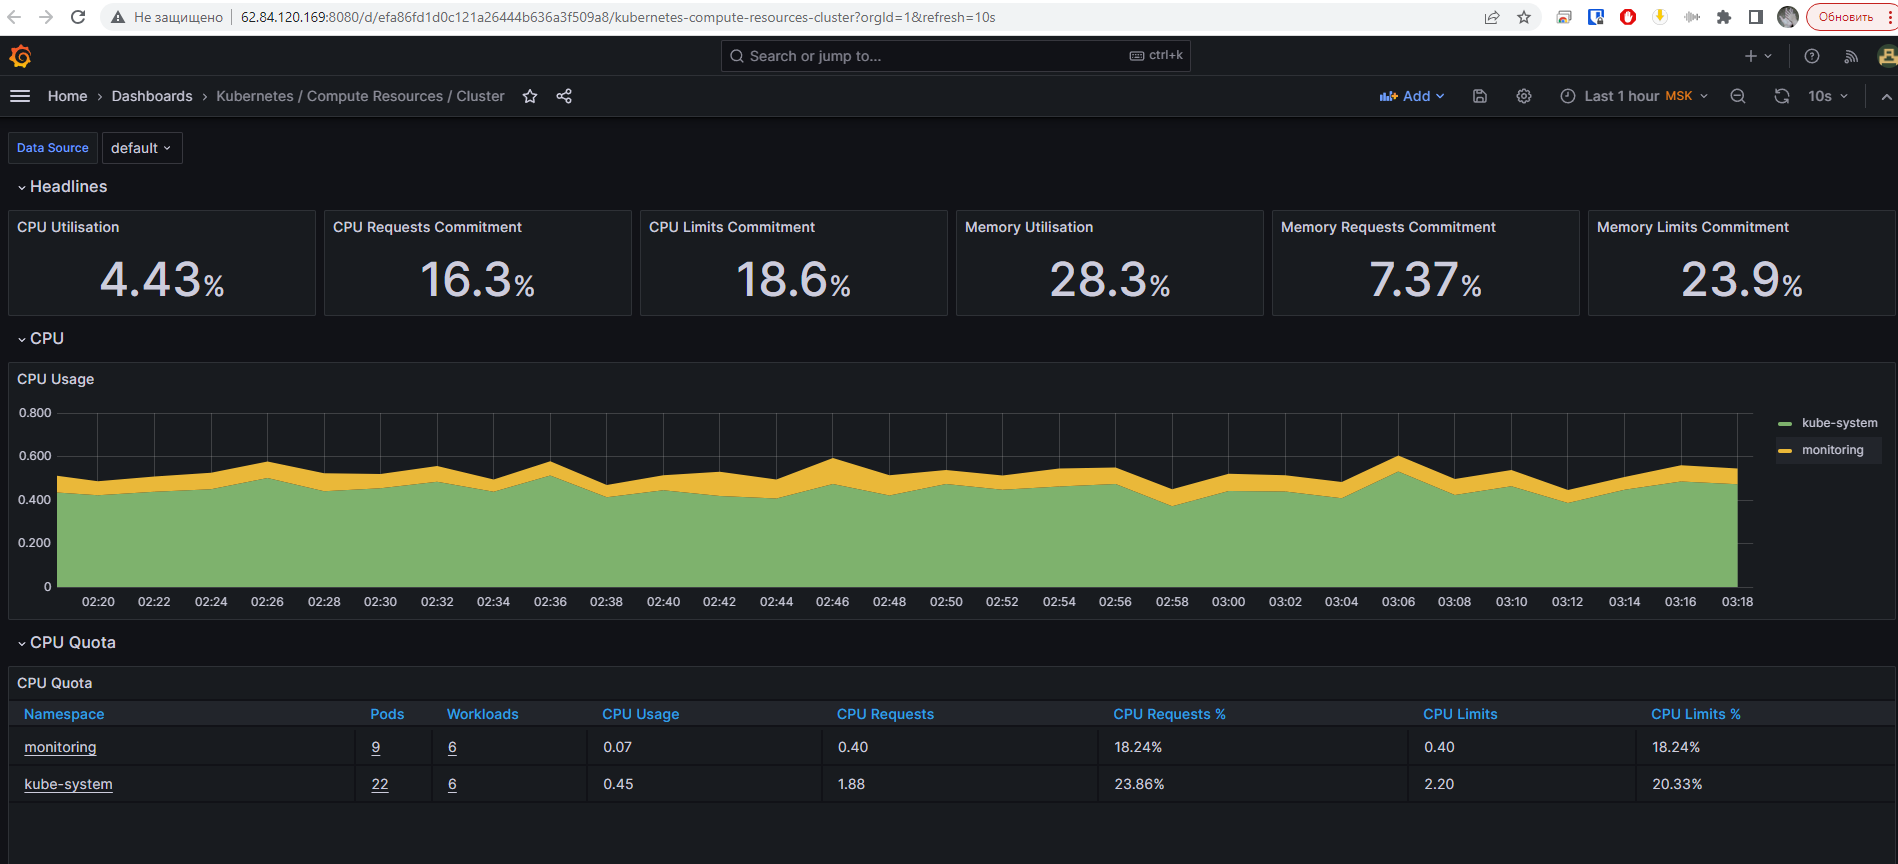 Не защищено
62.84.120.169:8080/d/efa86fd1d0c121a26444b636a3f509a8/kubernetes-compute-resources-cluster?orgId=1&refresh=10s
Обновить
Search or jump to...
ctrl+k
Home › Dashboards › Kubernetes / Compute Resources / Cluster
Add
Last 1 hour MSK
10s
Data Source
default
Headlines
CPU Utilisation
4.43%
CPU Requests Commitment
16.3%
CPU Limits Commitment
18.6%
Memory Utilisation
28.3%
Memory Requests Commitment
7.37%
Memory Limits Commitment
23.9%
CPU
CPU Usage
0.800
0.600
0.400
0.200
0
02:20 02:22 02:24 02:26 02:28 02:30 02:32 02:34 02:36 02:38 02:40 02:42 02:44 02:46 02:48 02:50 02:52 02:54 02:56 02:58 03:00 03:02 03:04 03:06 03:08 03:10 03:12 03:14 03:16 03:18
kube-system
monitoring
CPU Quota
CPU Quota
Namespace Pods Workloads CPU Usage CPU Requests CPU Requests % CPU Limits CPU Limits %
monitoring 9 6 0.07 0.40 18.24% 0.40 18.24%
kube-system 22 6 0.45 1.88 23.86% 2.20 20.33%